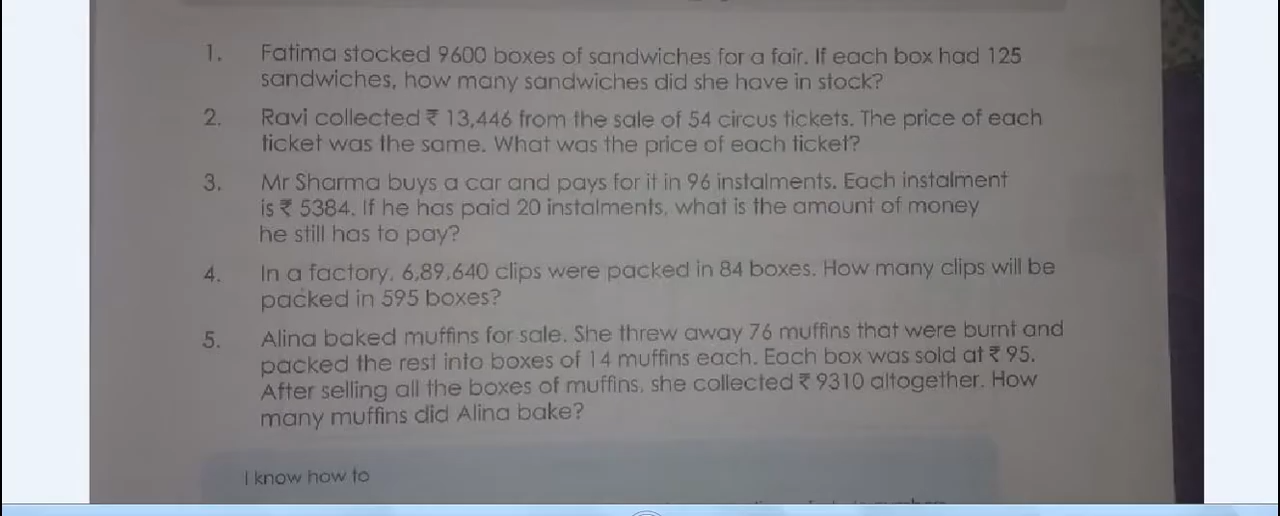 1. Fatima stocked 9600 boxes of sandwiches for a fair. If each box had 125
sandwiches, how many sandwiches did she have in stock?
2. Ravi collected ₹ 13,446 from the sale of 54 circus tickets. The price of each
ticket was the same. What was the price of each ticket?
3. Mr Sharma buys a car and pays for it in 96 instalments. Each instalment
is ₹ 5384. If he has paid 20 instalments, what is the amount of money
he still has to pay?
4. In a factory, 6,89,640 clips were packed in 84 boxes. How many clips will be
packed in 595 boxes?
5. Alina baked muffins for sale. She threw away 76 muffins that were burnt and
packed the rest into boxes of 14 muffins each. Each box was sold at ₹ 95.
After selling all the boxes of muffins, she collected ₹ 9310 altogether. How
many muffins did Alina bake?
I know how to